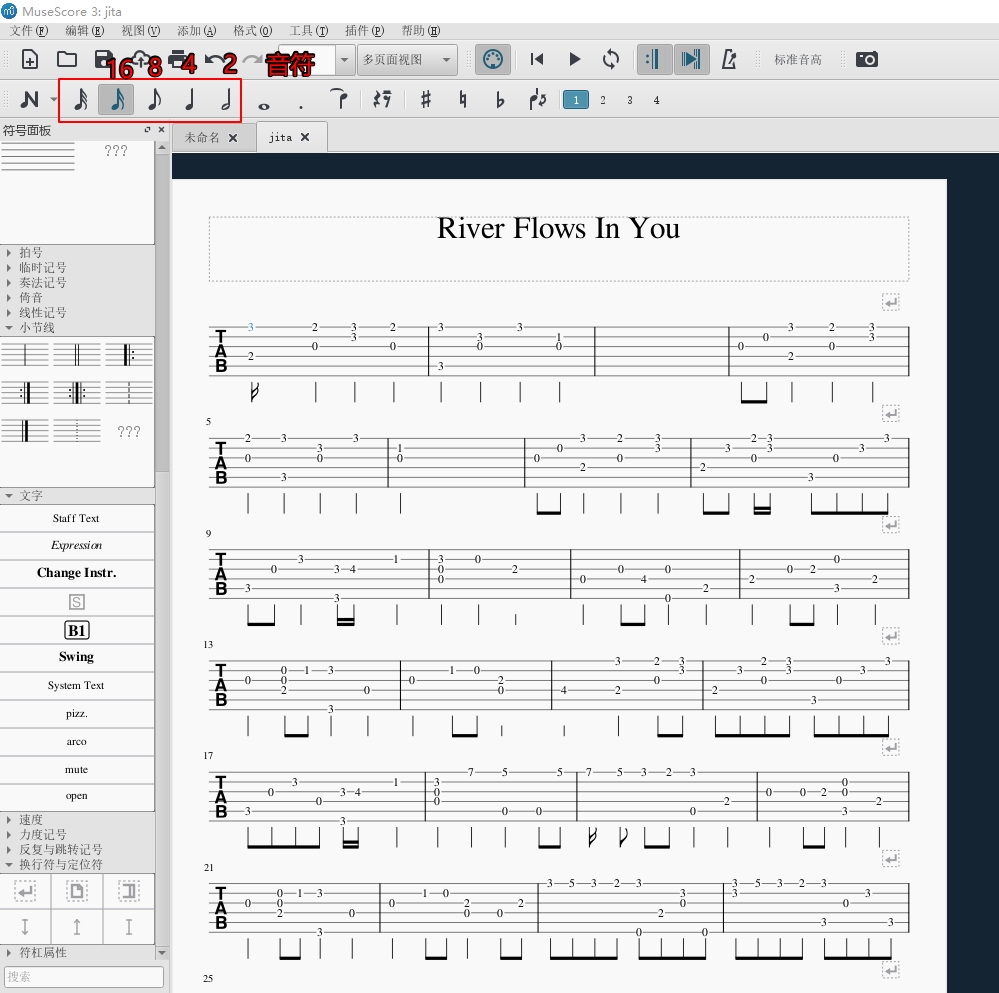 MuseScore 3: jita
文件(F) 编辑(E) 视图(V) 添加(A) 格式(O) 工具(T) 插件(P) 帮助(H)
多页面视图 标准音高
16 8 4 2 音符
1 2 3 4
符号面板
未命名 jita
???
拍号
临时记号
奏法记号
倚音
线性记号
小节线
???
文字
Staff Text
Expression
Change Instr.
S
B1
Swing
System Text
pizz.
arco
mute
open
速度
力度记号
反复与跳转记号
换行符与定位符
符杠属性
搜索
River Flows In You
TAB
5
TAB
9
TAB
13
TAB
17
TAB
21
TAB
25